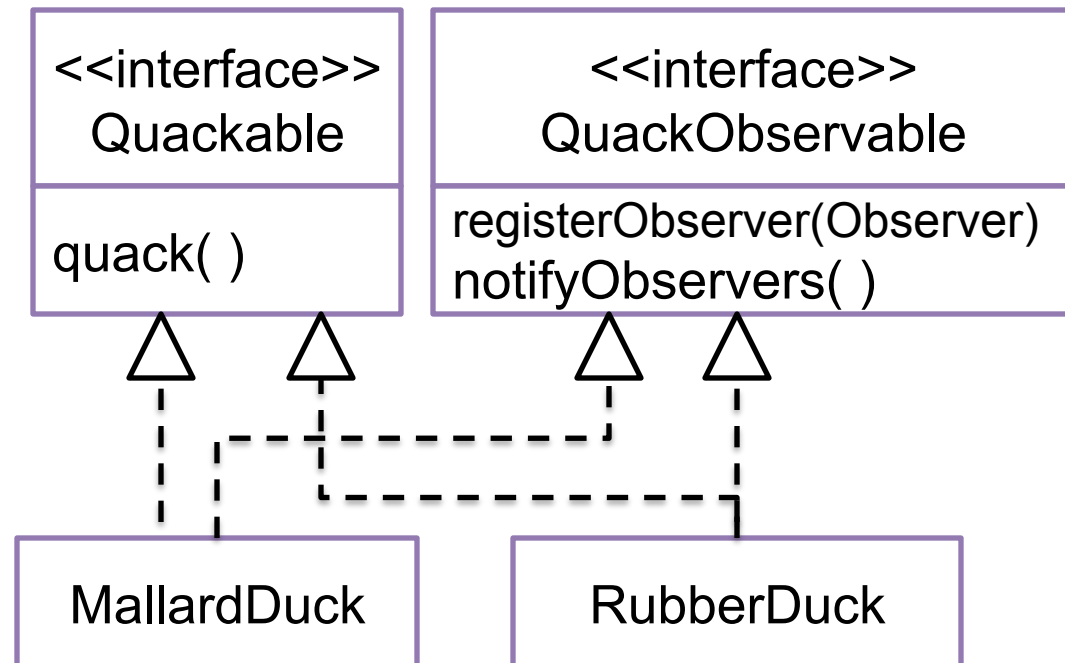 <<interface>>
Quackable
quack( )
<<interface>>
QuackObservable
registerObserver(Observer)
notifyObservers( )
MallardDuck
RubberDuck